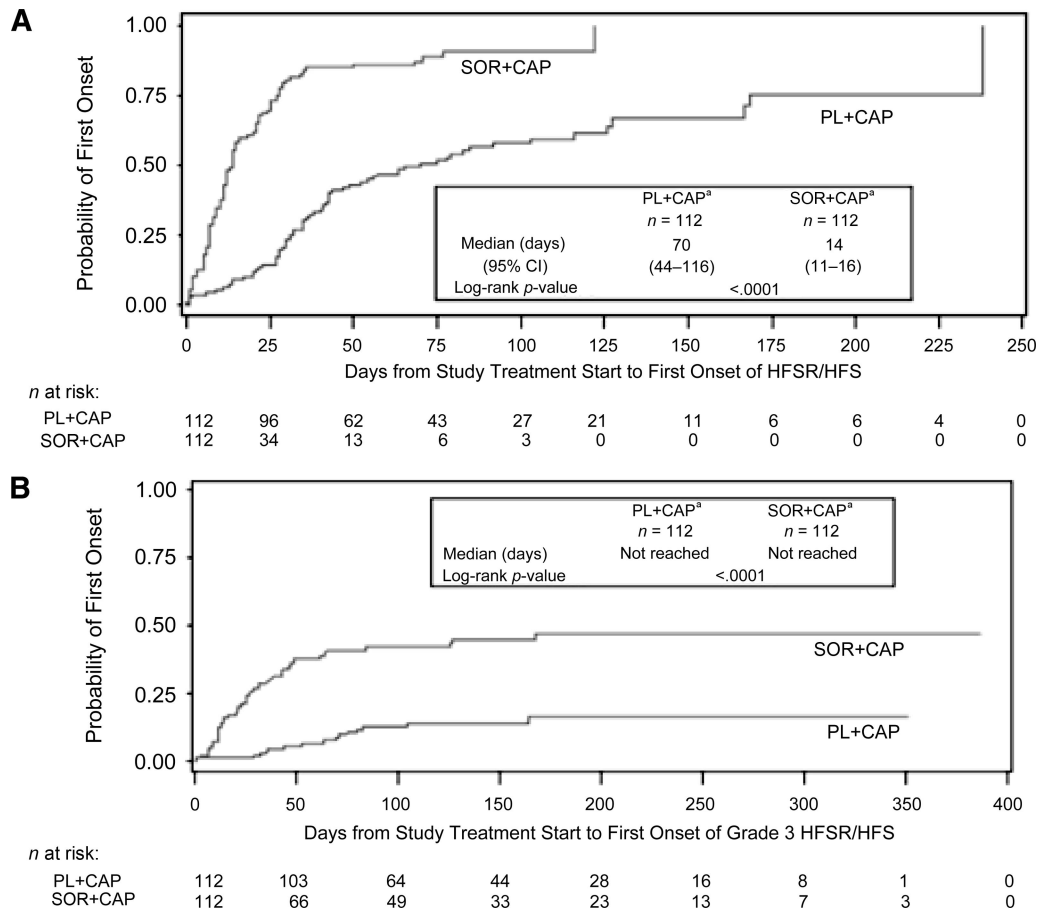 A
1.00
0.75
0.50
0.25
0.00
Probability of First Onset
SOR+CAP
PL+CAP
PL+CAPa SOR+CAPa
n = 112 n = 112
Median (days) 70 14
(95% CI) (44–116) (11–16)
Log-rank p-value <.0001
0 25 50 75 100 125 150 175 200 225 250
Days from Study Treatment Start to First Onset of HFSR/HFS
n at risk:
PL+CAP 112 96 62 43 27 21 11 6 6 4 0
SOR+CAP 112 34 13 6 3 0 0 0 0 0 0
B
1.00
0.75
0.50
0.25
0.00
Probability of First Onset
PL+CAPa SOR+CAPa
n = 112 n = 112
Median (days) Not reached Not reached
Log-rank p-value <.0001
SOR+CAP
PL+CAP
0 50 100 150 200 250 300 350 400
Days from Study Treatment Start to First Onset of Grade 3 HFSR/HFS
n at risk:
PL+CAP 112 103 64 44 28 16 8 1 0
SOR+CAP 112 66 49 33 23 13 7 3 0